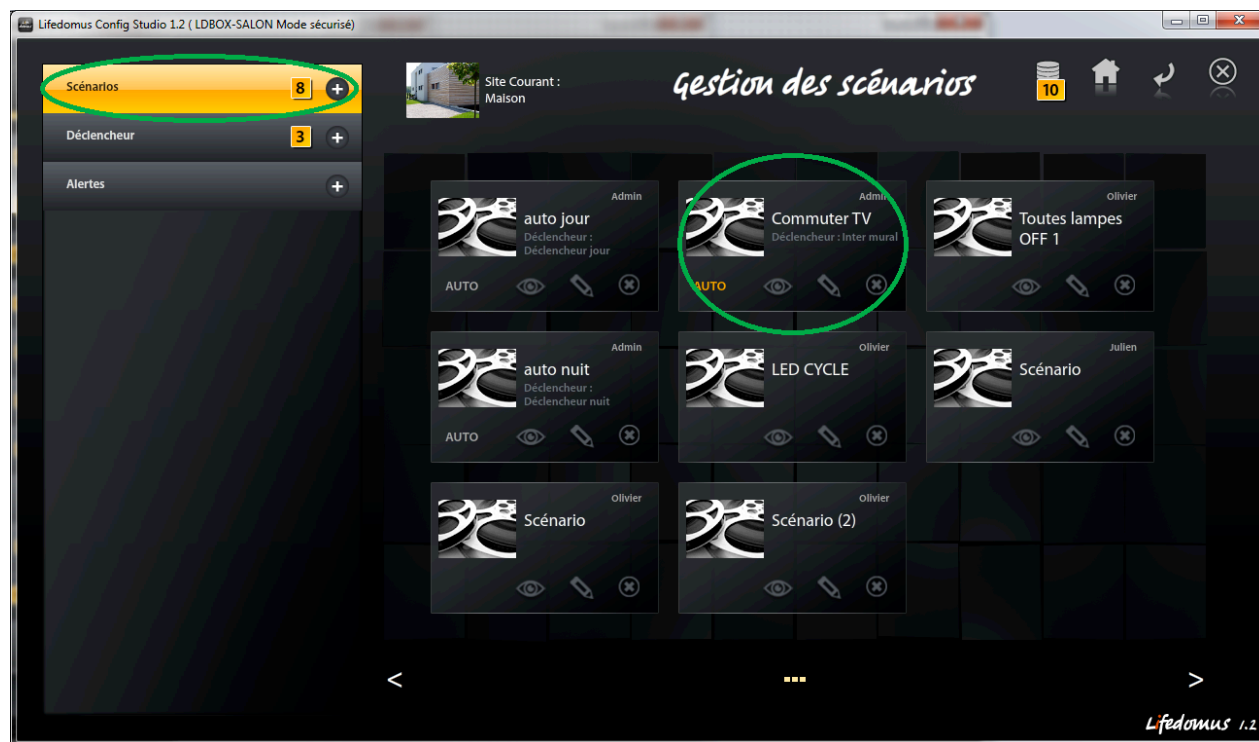 Lifedomus Config Studio 1.2 ( LDBOX-SALON Mode sécurisé)
Scénarios 8 +
Déclencheur 3 +
Alertes +
Site Courant :
Maison
Gestion des scénarios
10
Admin
auto jour
Déclencheur :
Déclencheur jour
AUTO
Admin
Commuter TV
Déclencheur : Inter mural
AUTO
Olivier
Toutes lampes
OFF 1
Admin
auto nuit
Déclencheur :
Déclencheur nuit
AUTO
Olivier
LED CYCLE
Julien
Scénario
Olivier
Scénario
Olivier
Scénario (2)
< >
Lifedomus 1.2